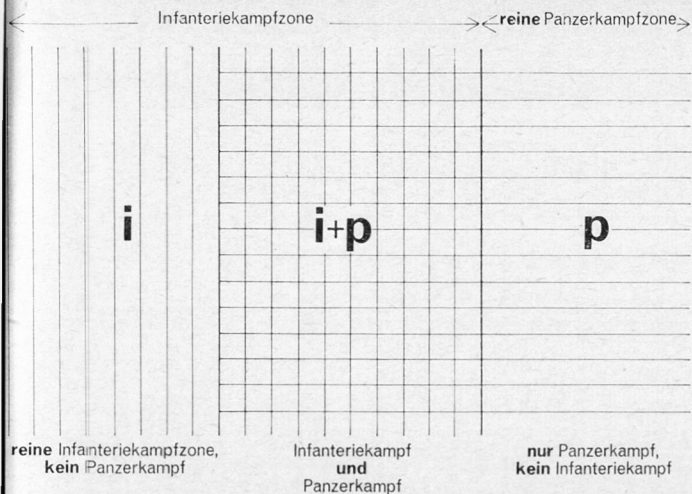 Infanteriekampfzone
reine Panzerkampfzone
i
i+p
p
reine Infanteriekampfzone,
kein Panzerkampf
Infanteriekampf
und
Panzerkampf
nur Panzerkampf,
kein Infanteriekampf